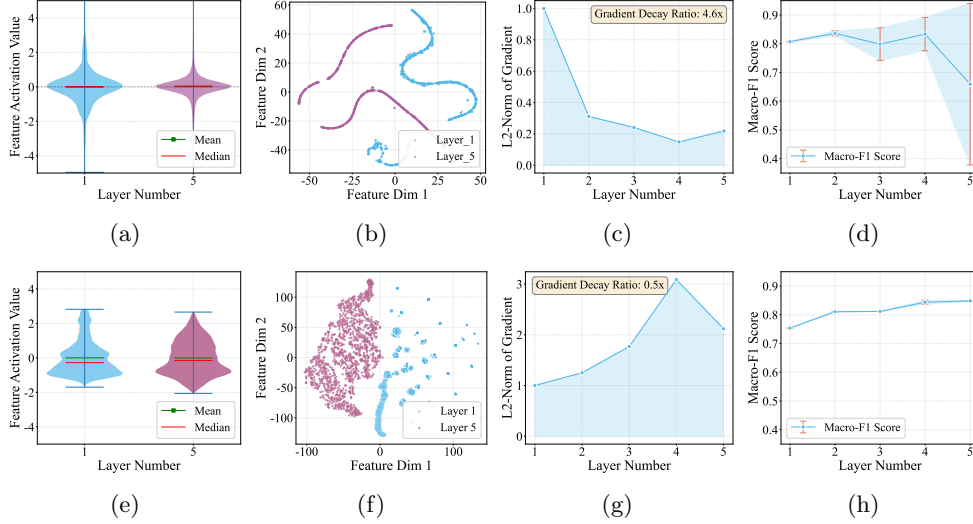 Feature Activation Value
4
2
0
-2
-4
Mean
Median
1
5
Layer Number
(a)
Feature Dim 2
60
40
20
0
-20
-40
Layer_1
Layer_5
-50
-25
0
25
50
Feature Dim 1
(b)
L2-Norm of Gradient
1.0
0.8
0.6
0.4
0.2
0.0
Gradient Decay Ratio: 4.6x
1
2
3
4
5
Layer Number
(c)
Macro-F1 Score
0.9
0.8
0.7
0.6
0.5
0.4
Macro-F1 Score
1
2
3
4
5
Layer Number
(d)
Feature Activation Value
4
2
0
-2
-4
Mean
Median
1
5
Layer Number
(e)
Feature Dim 2
100
50
0
-50
-100
Layer 1
Layer 5
-100
0
100
Feature Dim 1
(f)
L2-Norm of Gradient
3
2
1
0
Gradient Decay Ratio: 0.5x
1
2
3
4
5
Layer Number
(g)
Macro-F1 Score
0.9
0.8
0.7
0.6
0.5
0.4
Macro-F1 Score
1
2
3
4
5
Layer Number
(h)